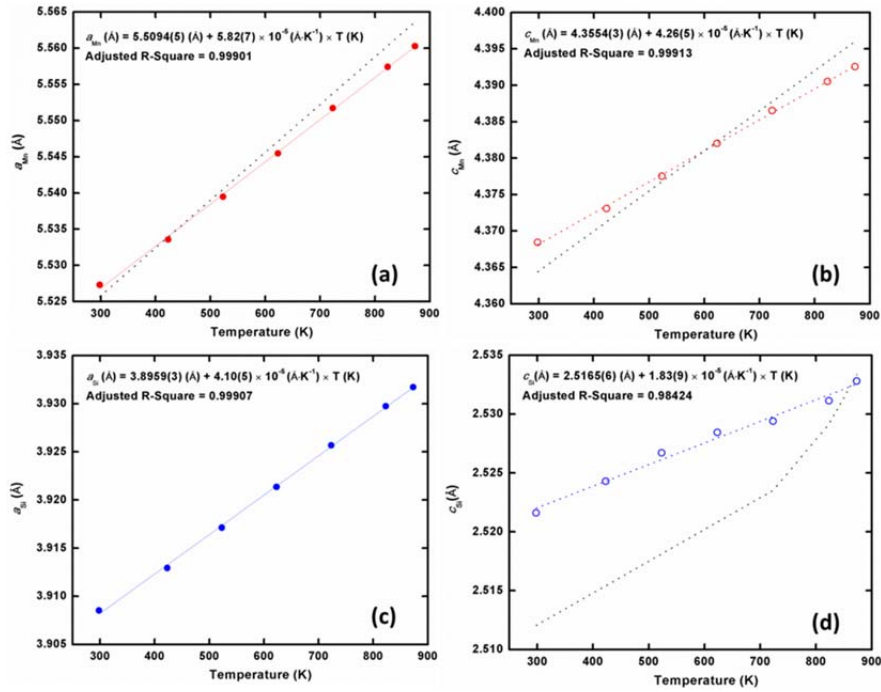 a_Mn (Å) = 5.5094(5) (Å) + 5.82(7) × 10⁻⁵ (Å·K⁻¹) × T (K)
Adjusted R-Square = 0.99901
5.565
5.560
5.555
5.550
5.545
5.540
5.535
5.530
5.525
a_Mn (Å)
(a)
300 400 500 600 700 800 900
Temperature (K)
c_Mn (Å) = 4.3554(3) (Å) + 4.26(5) × 10⁻⁵ (Å·K⁻¹) × T (K)
Adjusted R-Square = 0.99913
4.400
4.395
4.390
4.385
4.380
4.375
4.370
4.365
4.360
c_Mn (Å)
(b)
300 400 500 600 700 800 900
Temperature (K)
a_Si (Å) = 3.8959(3) (Å) + 4.10(5) × 10⁻⁵ (Å·K⁻¹) × T (K)
Adjusted R-Square = 0.99907
3.935
3.930
3.925
3.920
3.915
3.910
3.905
a_Si (Å)
(c)
300 400 500 600 700 800 900
Temperature (K)
c_Si (Å) = 2.5165(6) (Å) + 1.83(9) × 10⁻⁵ (Å·K⁻¹) × T (K)
Adjusted R-Square = 0.98424
2.535
2.530
2.525
2.520
2.515
2.510
c_Si (Å)
(d)
300 400 500 600 700 800 900
Temperature (K)